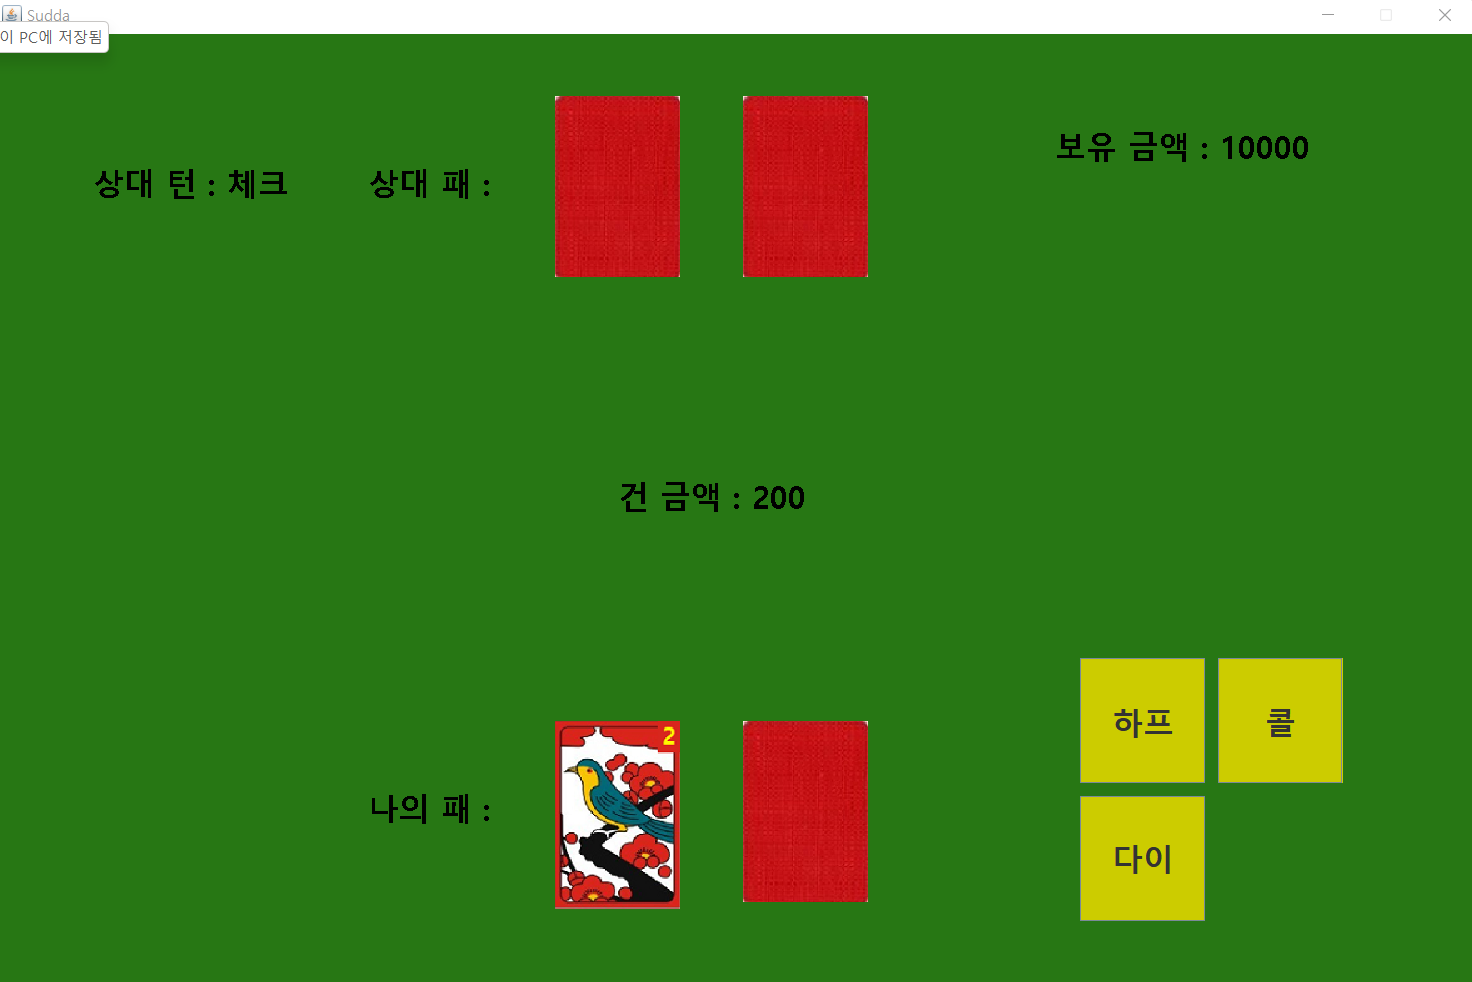 Sudda
이 PC에 저장됨
보유 금액 : 10000
상대 턴 : 체크
상대 패 :
건 금액 : 200
하프
콜
2
나의 패 :
다이